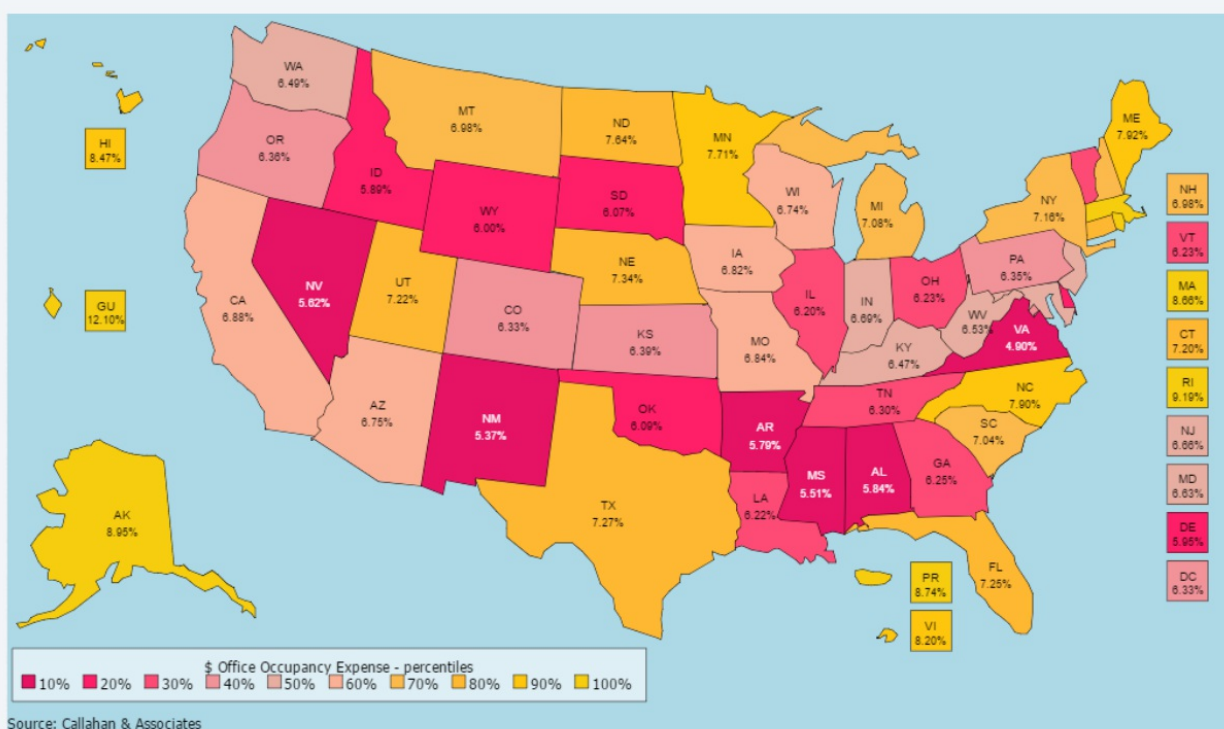 WA
6.49%
MT
6.98%
ND
7.64%
MN
7.71%
ME
7.92%
HI
8.47%
OR
6.36%
ID
5.89%
WY
6.00%
SD
6.07%
WI
6.74%
MI
7.08%
NY
7.16%
NH
6.98%
VT
6.23%
MA
8.66%
CT
7.20%
RI
9.19%
NJ
6.66%
MD
6.63%
DE
5.95%
DC
6.33%
GU
12.10%
CA
6.88%
NV
5.62%
UT
7.22%
CO
6.33%
NE
7.34%
KS
6.39%
IA
6.82%
MO
6.84%
IL
6.20%
IN
6.69%
OH
6.23%
PA
6.35%
WV
6.53%
VA
4.90%
KY
6.47%
NC
7.90%
TN
6.30%
SC
7.04%
AZ
6.75%
NM
5.37%
OK
6.09%
AR
5.79%
MS
5.51%
AL
5.84%
GA
6.25%
LA
6.22%
TX
7.27%
FL
7.25%
AK
8.95%
PR
8.74%
VI
8.20%
$ Office Occupancy Expense - percentiles
10% 20% 30% 40% 50% 60% 70% 80% 90% 100%
Source: Callahan & Associates